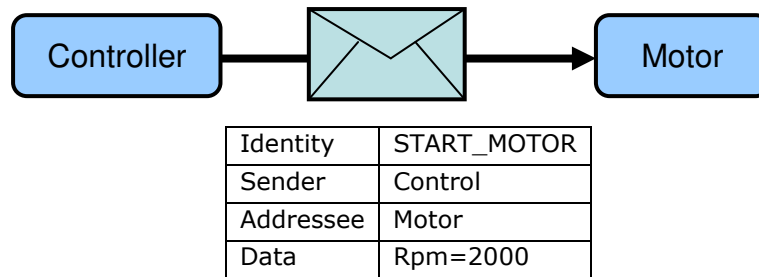 Controller Motor
Identity START_MOTOR
Sender Control
Addressee Motor
Data Rpm=2000